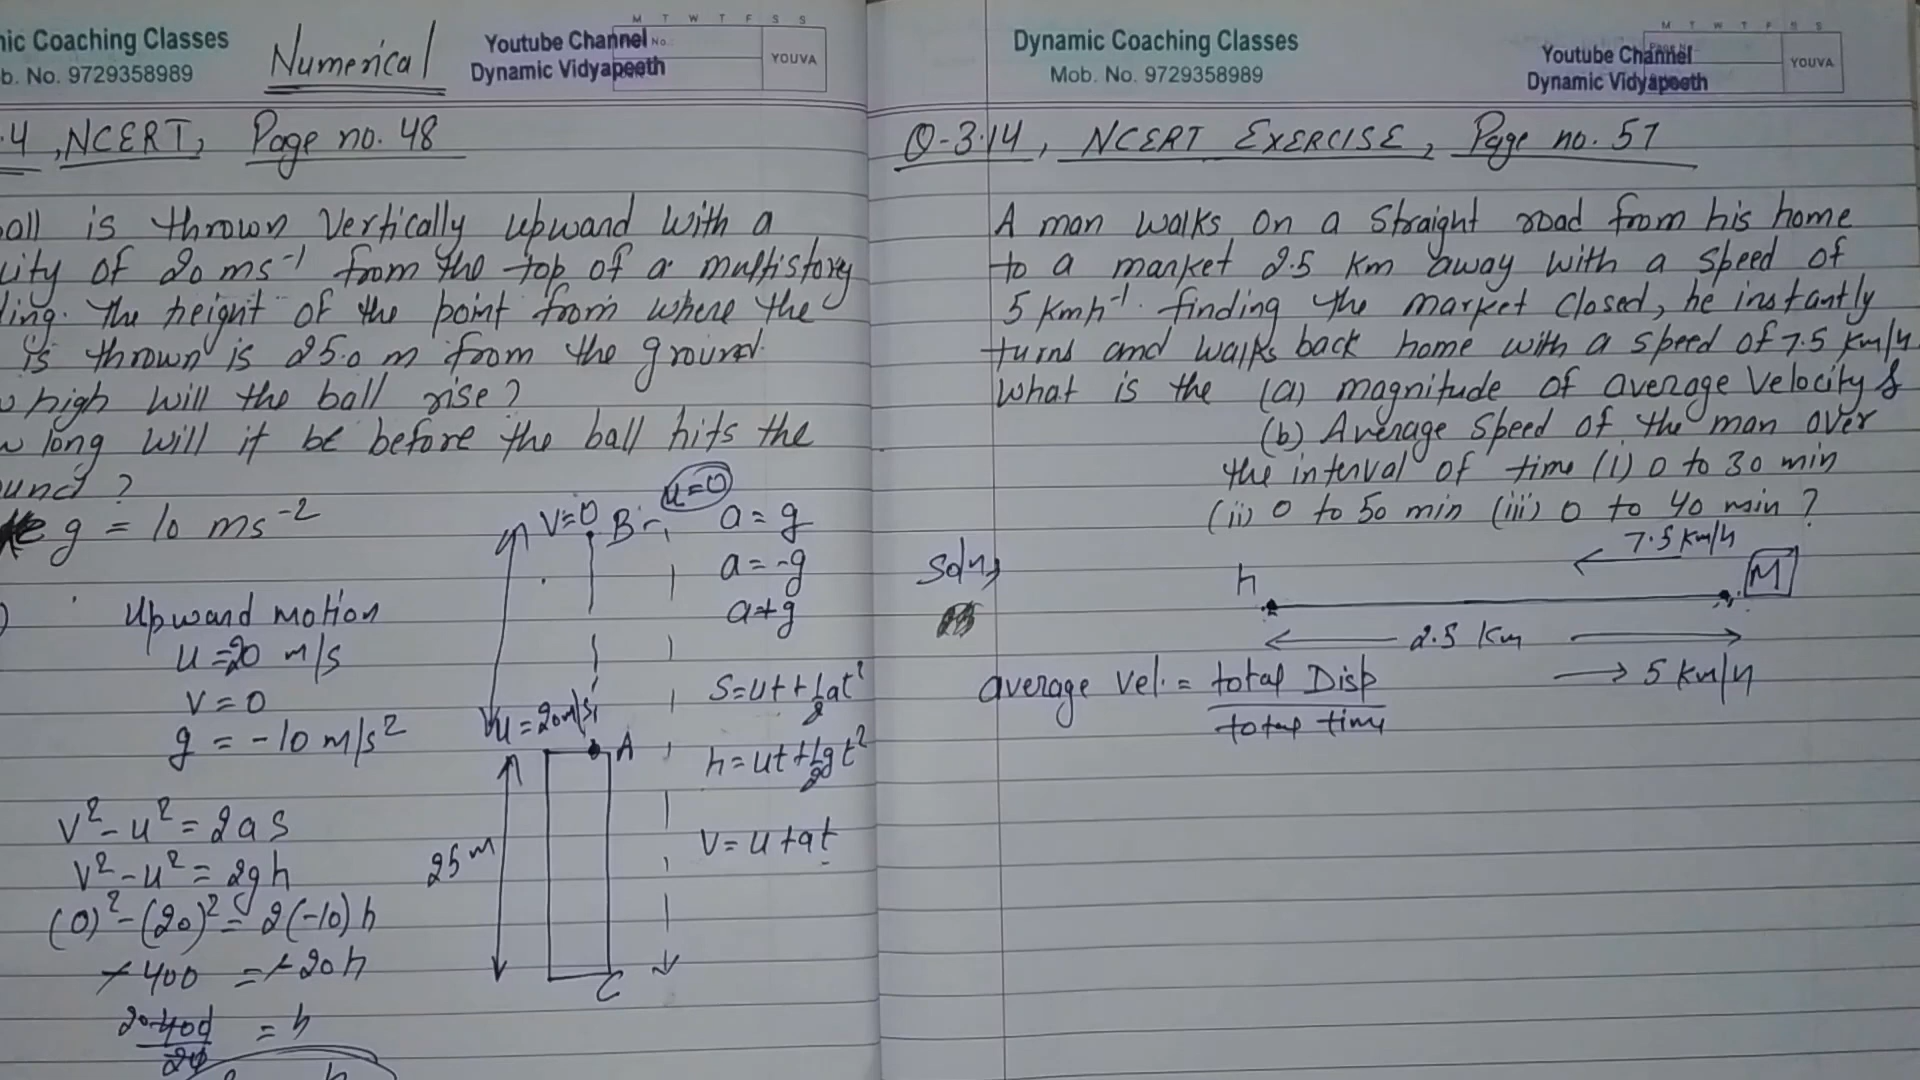 nic Coaching Classes
b. No. 9729358989
Numerical
Youtube Channel
Dynamic Vidyapeeth
M T W T F S S
No.
YOUVA
.4, NCERT, Page no. 48
ball is thrown vertically upward with a
city of 20 ms⁻¹ from the top of a multistory
ding. The height of the point from where the
is thrown is 25.0 m from the ground.
w high will the ball rise?
w long will it be before the ball hits the
ound?
g = 10 ms⁻²
Upward motion
u = 20 m/s
v = 0
g = -10 m/s²
v² - u² = 2as
v² - u² = 2gh
(0)² - (20)² = 2(-10)h
-400 = -20h
= h
h
V=0 B
u=0
u = 20m/s
A
25 m
C
a = g
a = -g
a = +g
S = ut + ½at²
h = ut + ½gt²
V = u + at
Dynamic Coaching Classes
Mob. No. 9729358989
Youtube Channel
Dynamic Vidyapeeth
M T W T F S S
YOUVA
Q-3.14, NCERT EXERCISE, Page no. 57
A man walks on a straight road from his home
to a market 2.5 km away with a speed of
5 kmh⁻¹. finding the market closed, he instantly
turns and walks back home with a speed of 7.5 km/h
What is the (a) magnitude of average velocity &
(b) Average speed of the man over
the interval of time (i) 0 to 30 min
(ii) 0 to 50 min (iii) 0 to 40 min ?
Soln,
7.5 km/h
h
M
2.5 km
5 km/h
average vel. = total Disp
total time